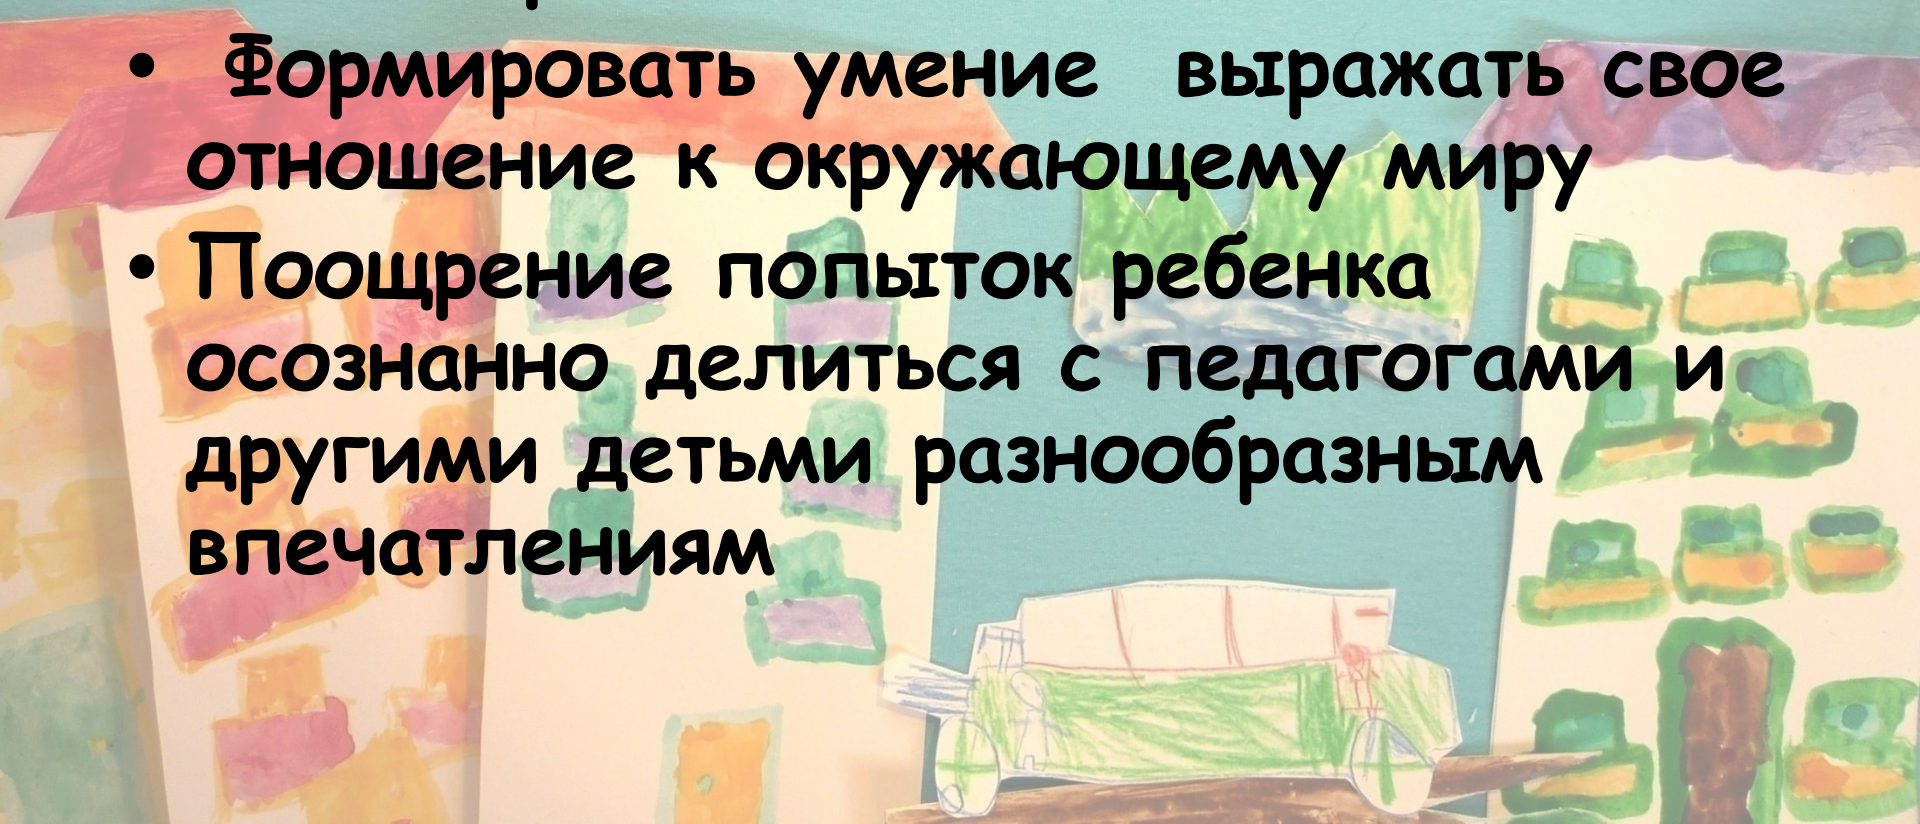 • Формировать умение выражать свое
отношение к окружающему миру
• Поощрение попыток ребенка
осознанно делиться с педагогами и
другими детьми разнообразным
впечатлениям